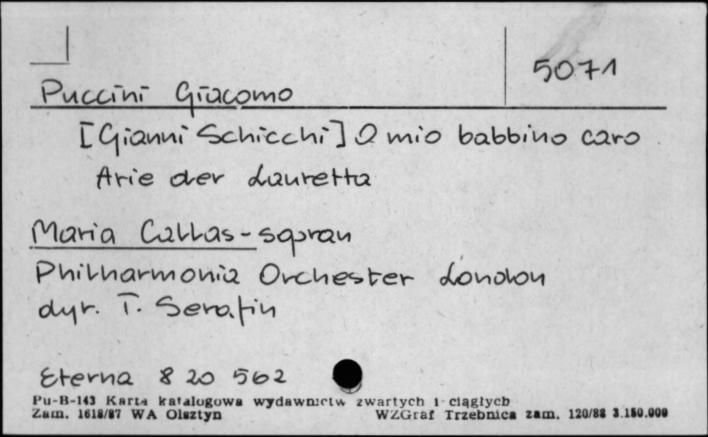 5071
Puccini Giacomo
[Gianni Schicchi] O mio babbino caro
Arie der Lauretta
Maria Callas - sopran
Philharmonia Orchester London
dyr. T. Serafin
Eterna 8 20 562
Pu-B-143 Karta katalogowa wydawnictw zwartych i ciągłych
Zam. 1618/87 WA Olsztyn WZGraf Trzebnica zam. 120/88 3.150.000